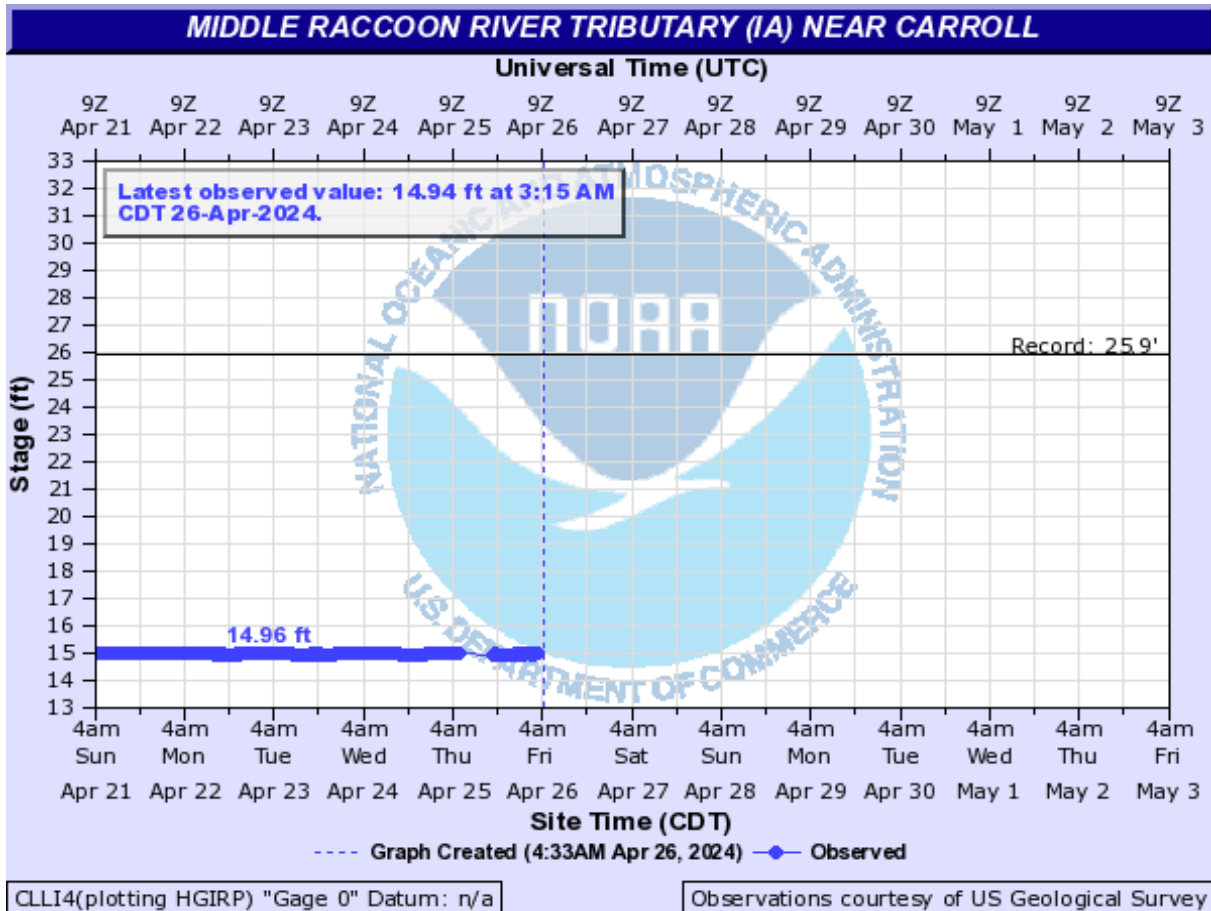 MIDDLE RACCOON RIVER TRIBUTARY (IA) NEAR CARROLL
Universal Time (UTC)
9Z 9Z 9Z 9Z 9Z 9Z 9Z 9Z 9Z 9Z 9Z 9Z 9Z
Apr 21 Apr 22 Apr 23 Apr 24 Apr 25 Apr 26 Apr 27 Apr 28 Apr 29 Apr 30 May 1 May 2 May 3
Latest observed value: 14.94 ft at 3:15 AM
CDT 26-Apr-2024.
NATIONAL OCEANIC AND ATMOSPHERIC ADMINISTRATION
NOAA
U.S. DEPARTMENT OF COMMERCE
Record: 25.9'
Stage (ft)
33
32
31
30
29
28
27
26
25
24
23
22
21
20
19
18
17
16
15
14
13
14.96 ft
4am 4am 4am 4am 4am 4am 4am 4am 4am 4am 4am 4am 4am
Sun Mon Tue Wed Thu Fri Sat Sun Mon Tue Wed Thu Fri
Apr 21 Apr 22 Apr 23 Apr 24 Apr 25 Apr 26 Apr 27 Apr 28 Apr 29 Apr 30 May 1 May 2 May 3
Site Time (CDT)
Graph Created (4:33AM Apr 26, 2024) Observed
CLLI4(plotting HGIRP) "Gage 0" Datum: n/a
Observations courtesy of US Geological Survey